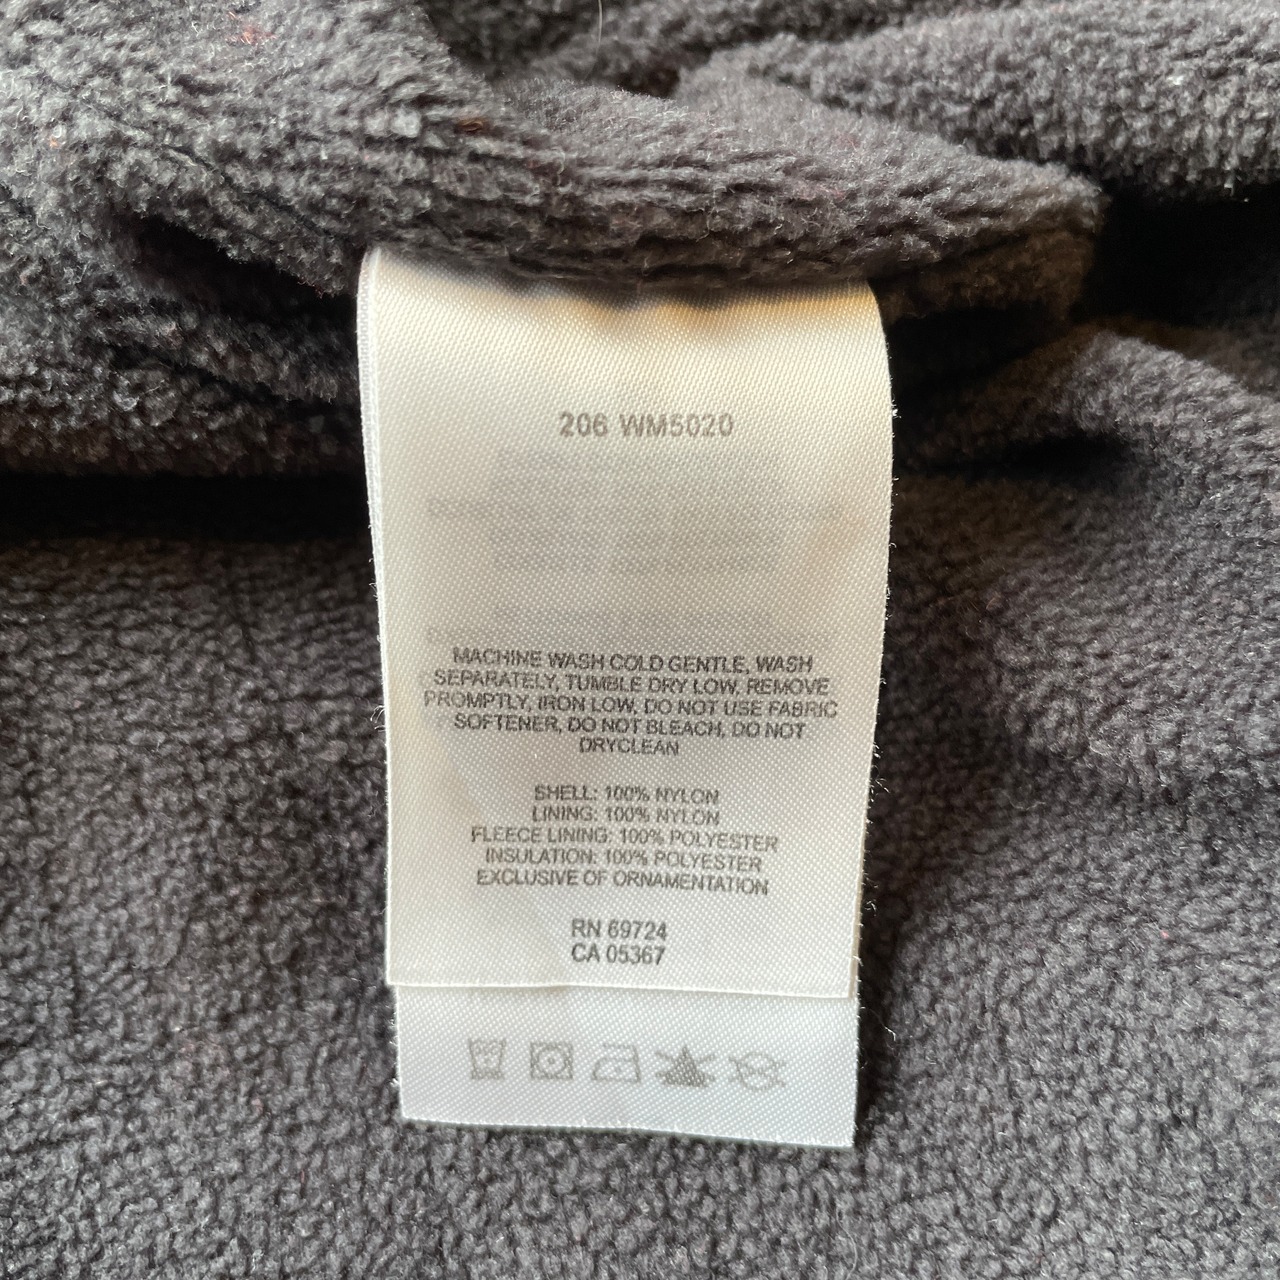 206 WM5020
MACHINE WASH COLD GENTLE, WASH
SEPARATELY, TUMBLE DRY LOW, REMOVE
PROMPTLY, IRON LOW, DO NOT USE FABRIC
SOFTENER, DO NOT BLEACH, DO NOT
DRYCLEAN
SHELL: 100% NYLON
LINING: 100% NYLON
FLEECE LINING: 100% POLYESTER
INSULATION: 100% POLYESTER
EXCLUSIVE OF ORNAMENTATION
RN 69724
CA 05367